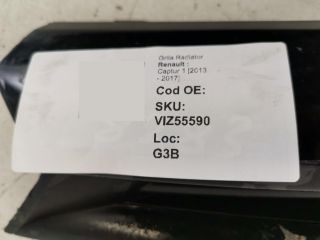 Grila Radiator
Renault :
Captur 1 [2013
- 2017]
Cod OE:
SKU:
VIZ55590
Loc:
G3B